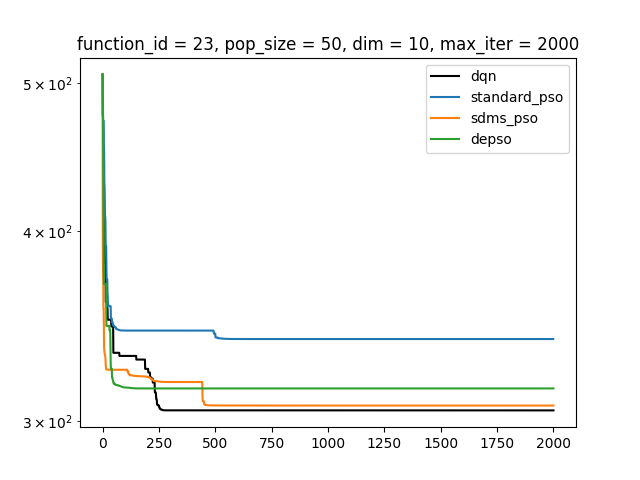 function_id = 23, pop_size = 50, dim = 10, max_iter = 2000
dqn
standard_pso
sdms_pso
depso
5 × 10²
4 × 10²
3 × 10²
0 250 500 750 1000 1250 1500 1750 2000